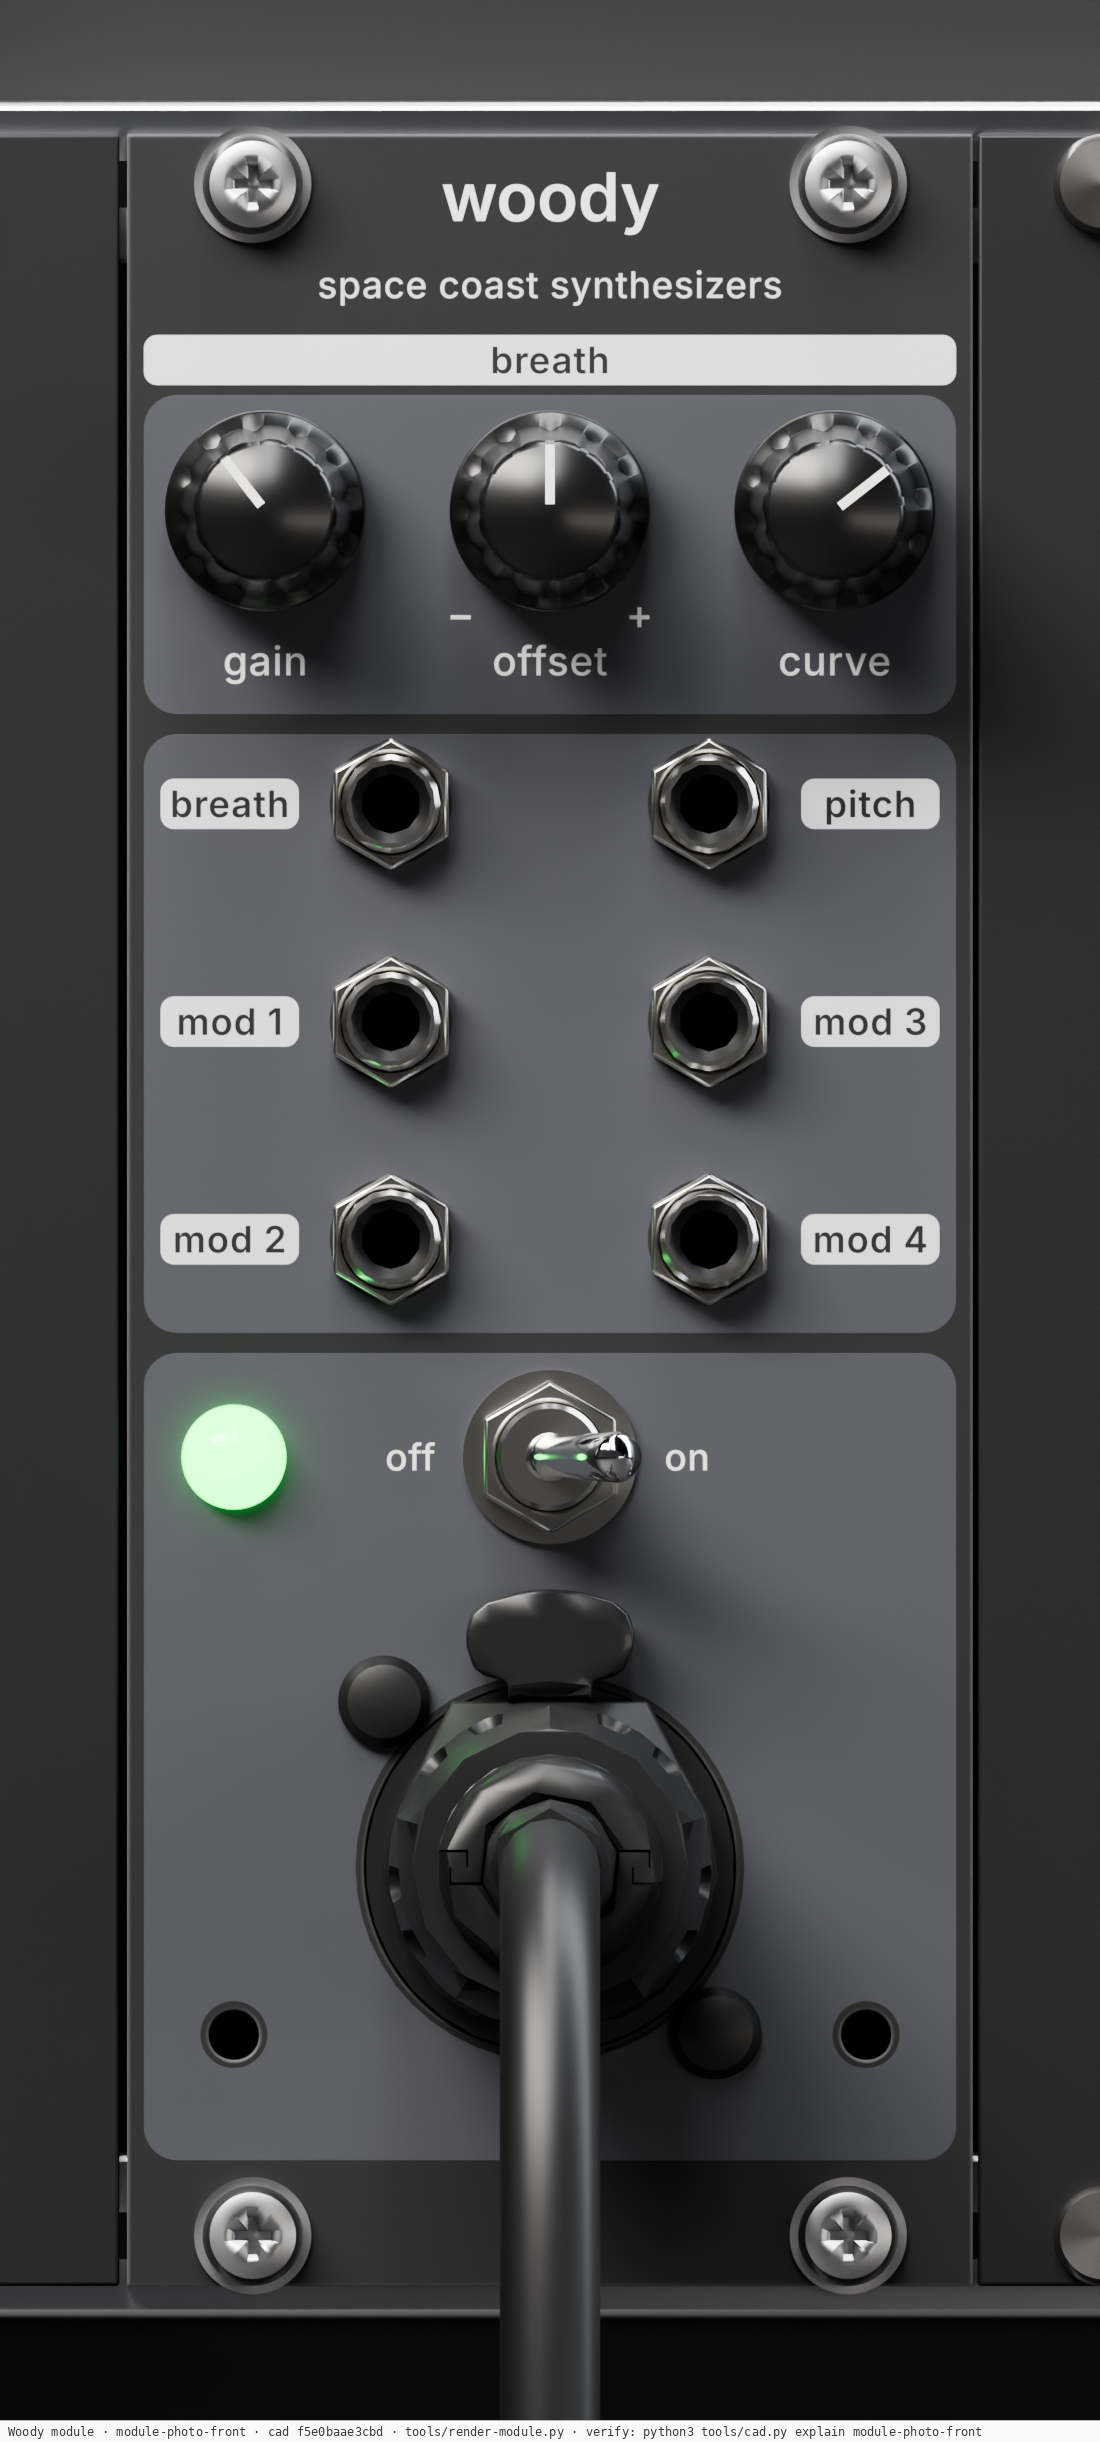 woody
space coast synthesizers
breath
− +
gain offset curve
breath pitch
mod 1 mod 3
mod 2 mod 4
off on
Woody module · module-photo-front · cad f5e0baae3cbd · tools/render-module.py · verify: python3 tools/cad.py explain module-photo-front